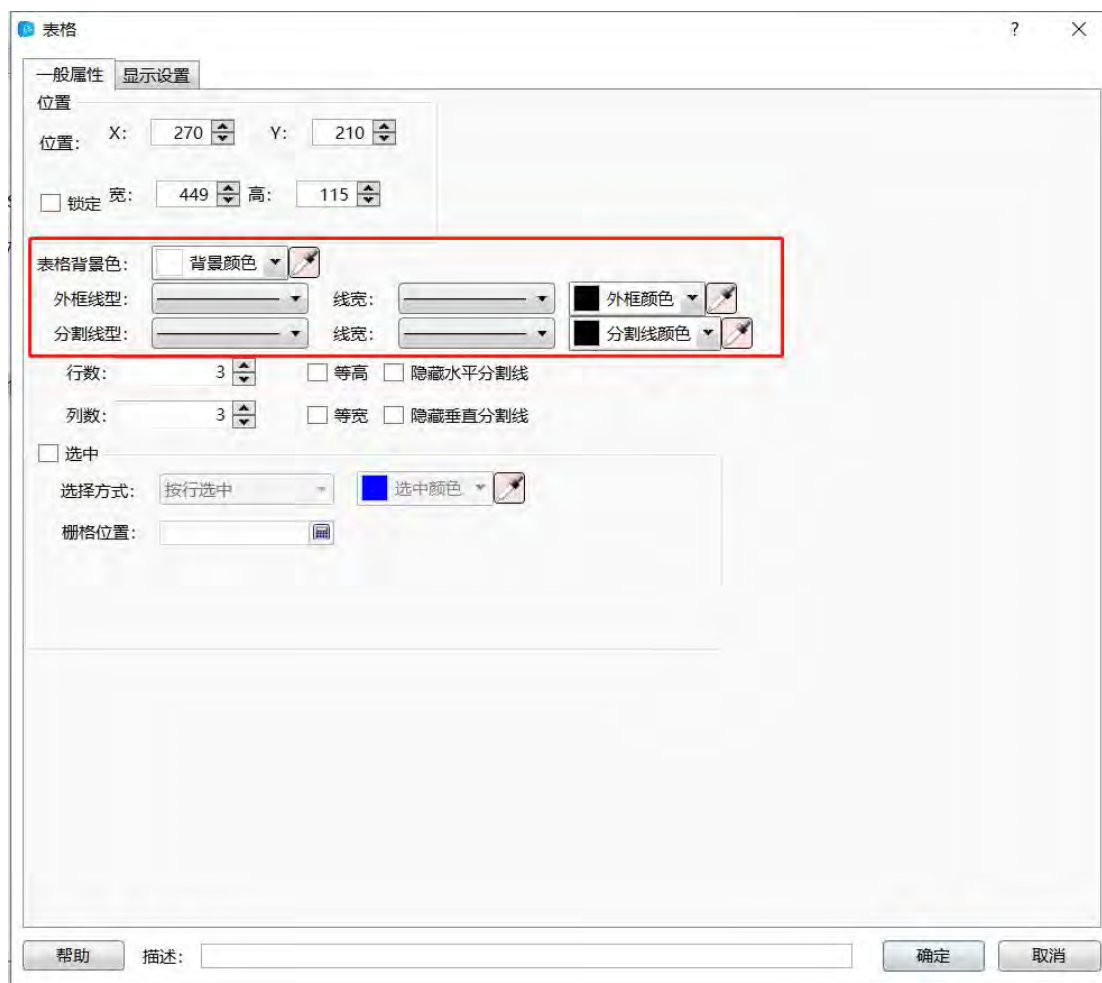 表格 ?
一般属性 显示设置
位置
位置: X: 270 Y: 210
锁定 宽: 449 高: 115
表格背景色: 背景颜色
外框线型: 线宽: 外框颜色
分割线型: 线宽: 分割线颜色
行数: 3 等高 隐藏水平分割线
列数: 3 等宽 隐藏垂直分割线
选中
选择方式: 按行选中 选中颜色
栅格位置:
帮助 描述: 确定 取消